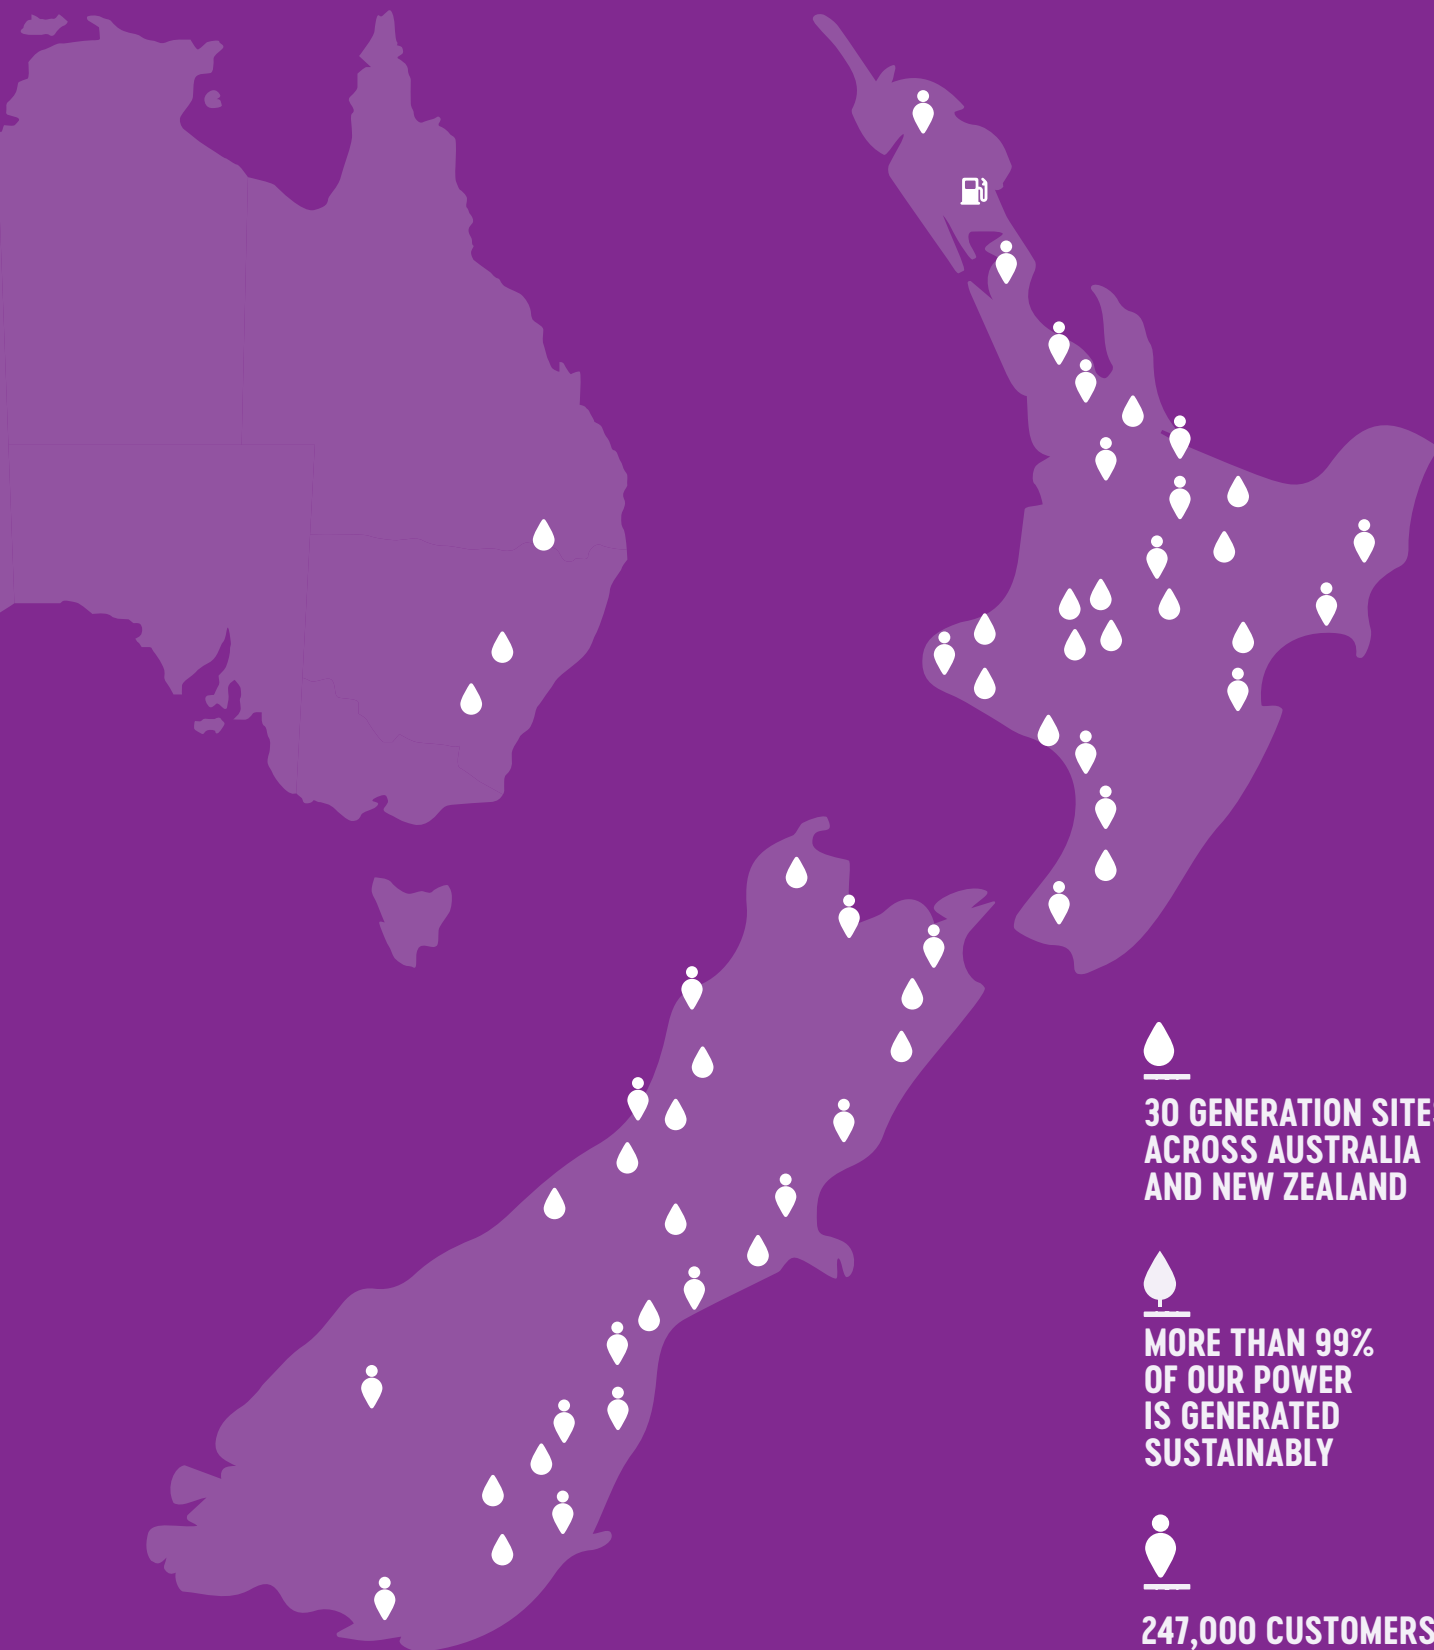 30 GENERATION SITES
ACROSS AUSTRALIA
AND NEW ZEALAND
MORE THAN 99%
OF OUR POWER
IS GENERATED
SUSTAINABLY
247,000 CUSTOMERS